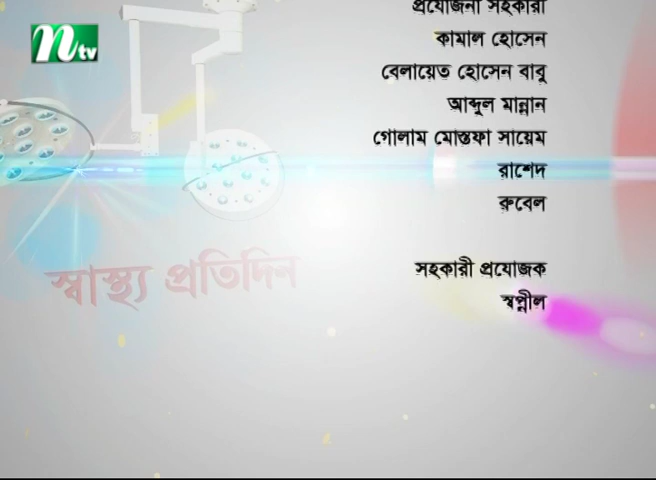 ntv
প্রযোজনা সহকারী
কামাল হোসেন
বেলায়েত হোসেন বাবু
আব্দুল মান্নান
গোলাম মোস্তফা সায়েম
রাশেদ
রুবেল
স্বাস্থ্য প্রতিদিন
সহকারী প্রযোজক
স্বপ্নীল